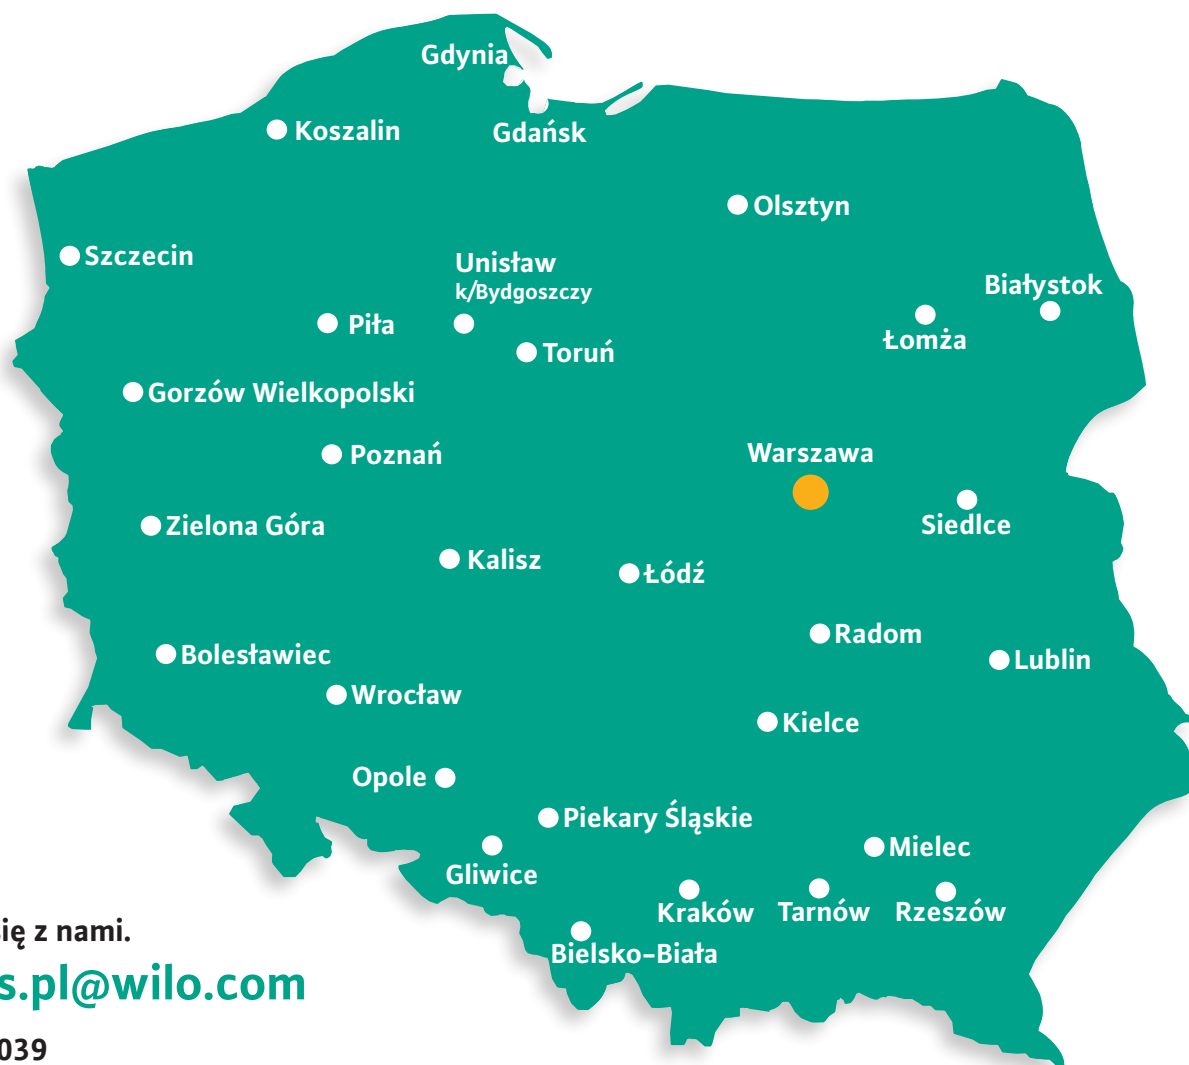 Gdynia
Koszalin
Gdańsk
Olsztyn
Szczecin
Unisław
k/Bydgoszczy
Białystok
Piła
Łomża
Toruń
Gorzów Wielkopolski
Warszawa
Poznań
Siedlce
Zielona Góra
Kalisz
Łódź
Radom
Bolesławiec
Lublin
Wrocław
Kielce
Opole
Piekary Śląskie
Mielec
Gliwice
Kraków
Tarnów
Rzeszów
Bielsko-Biała
się z nami.
s.pl@wilo.com
039